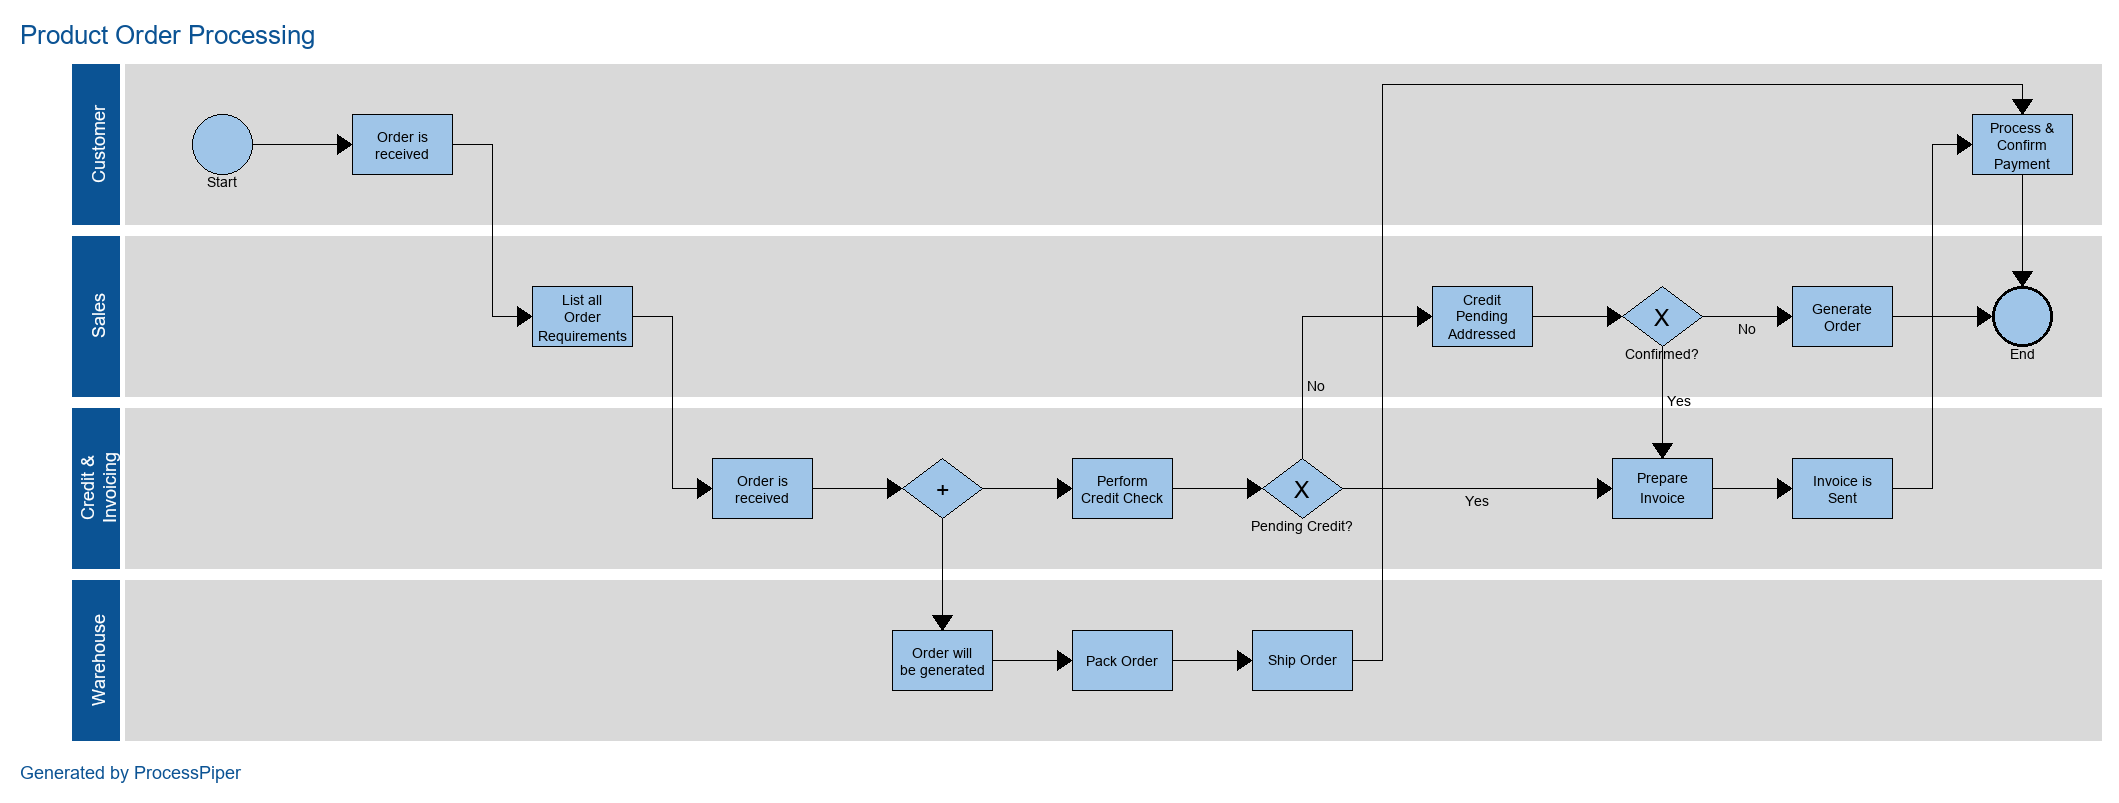 Product Order Processing
Customer
Start
Order is
received
Process &
Confirm
Payment
Sales
List all
Order
Requirements
Credit
Pending
Addressed
X
Confirmed?
No
Generate
Order
End
No
Yes
Credit &
Invoicing
Order is
received
+
Perform
Credit Check
X
Pending Credit?
Yes
Prepare
Invoice
Invoice is
Sent
Warehouse
Order will
be generated
Pack Order
Ship Order
Generated by ProcessPiper